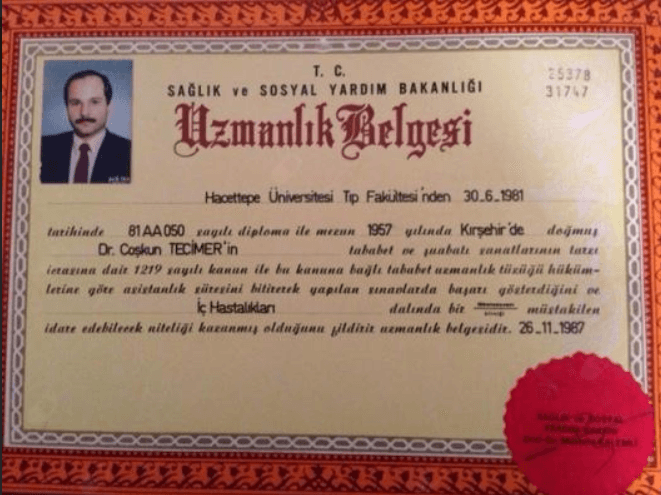 T. C.
SAĞLIK ve SOSYAL YARDIM BAKANLIĞI
25378
31747
Uzmanlık Belgesi
Hacettepe Üniversitesi Tıp Fakültesi'nden 30_6_1981
tarihinde 81 AA 050 sayılı diploma ile mezun 1957 yılında Kırşehir'de doğmuş
Dr. Coşkun TECİMER'in tababet ve şuabatı sanatlarının tarzı
icrasına dair 1219 sayılı kanun ile bu kanuna bağlı tababet uzmanlık tüzüğü hüküm-
lerine göre asistanlık süresini bitirerek yapılan sınavlarda başarı gösterdiğini ve
İç Hastalıkları dalında bir müstakilen
idare edebilecek niteliği kazanmış olduğunu bildirir uzmanlık belgesidir. 26_11_1987
SAĞLIK ve SOSYAL